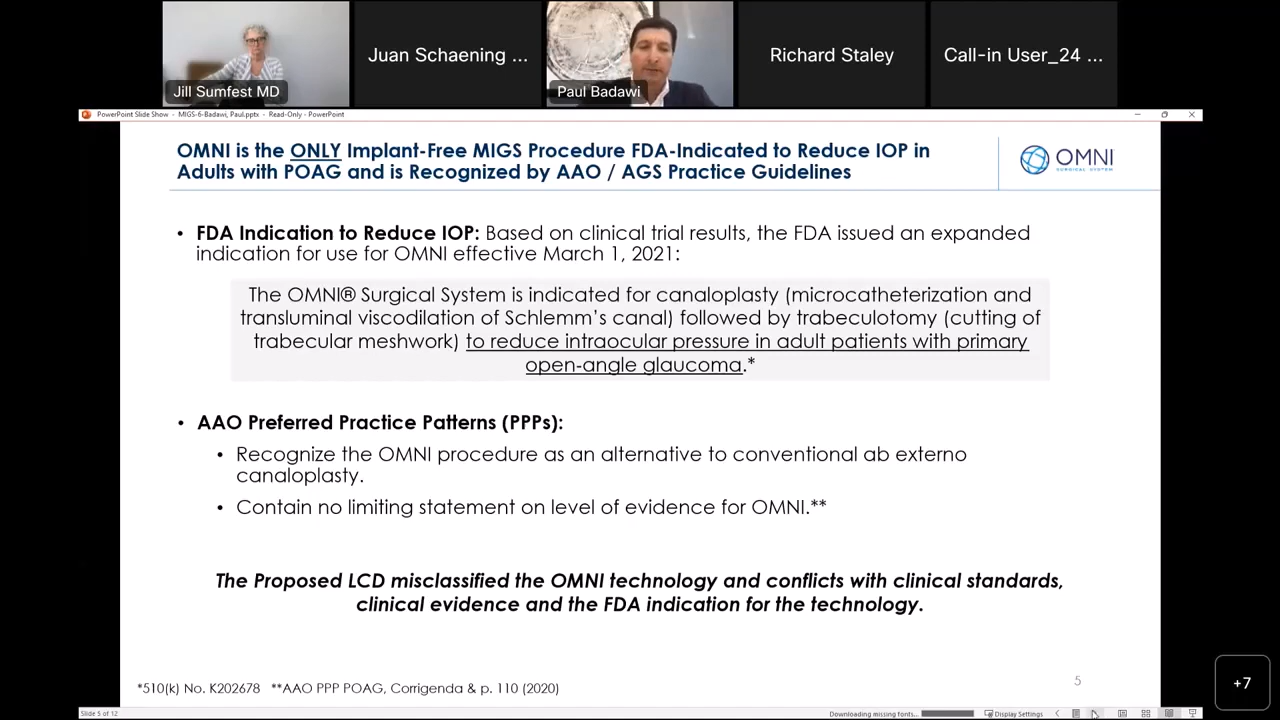 Jill Sumfest MD
Juan Schaening ...
Paul Badawi
Richard Staley
Call-in User_24 ...
PowerPoint Slide Show - MIGS-6-Badawi, Paul.pptx - Read-Only - PowerPoint
OMNI is the ONLY Implant-Free MIGS Procedure FDA-Indicated to Reduce IOP in
Adults with POAG and is Recognized by AAO / AGS Practice Guidelines
OMNI
SURGICAL SYSTEM
• FDA Indication to Reduce IOP: Based on clinical trial results, the FDA issued an expanded
indication for use for OMNI effective March 1, 2021:
The OMNI® Surgical System is indicated for canaloplasty (microcatheterization and
transluminal viscodilation of Schlemm's canal) followed by trabeculotomy (cutting of
trabecular meshwork) to reduce intraocular pressure in adult patients with primary
open-angle glaucoma.*
• AAO Preferred Practice Patterns (PPPs):
• Recognize the OMNI procedure as an alternative to conventional ab externo
canaloplasty.
• Contain no limiting statement on level of evidence for OMNI.**
The Proposed LCD misclassified the OMNI technology and conflicts with clinical standards,
clinical evidence and the FDA indication for the technology.
*510(k) No. K202678 **AAO PPP POAG, Corrigenda & p. 110 (2020)
5
+7
Slide 5 of 12
Downloading missing fonts...
Display Settings